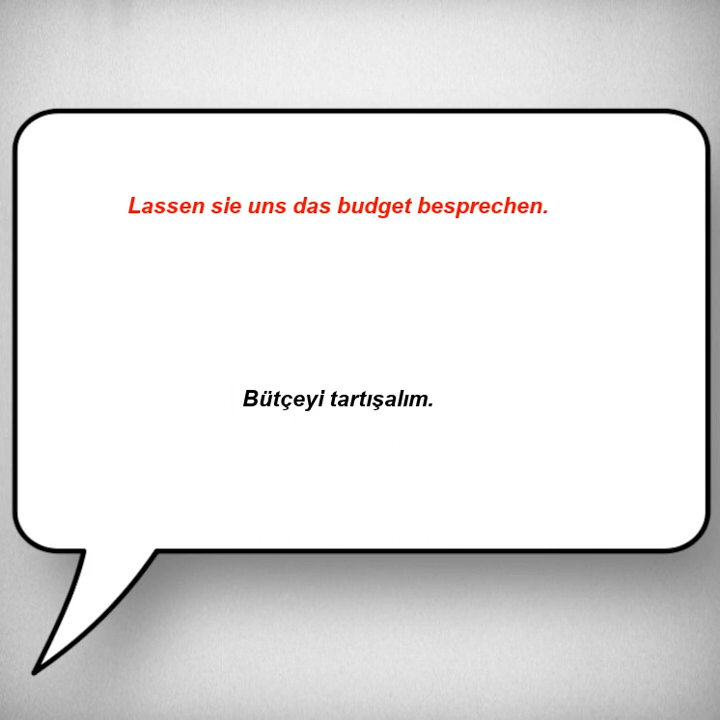 Lassen sie uns das budget besprechen.
Bütçeyi tartışalım.